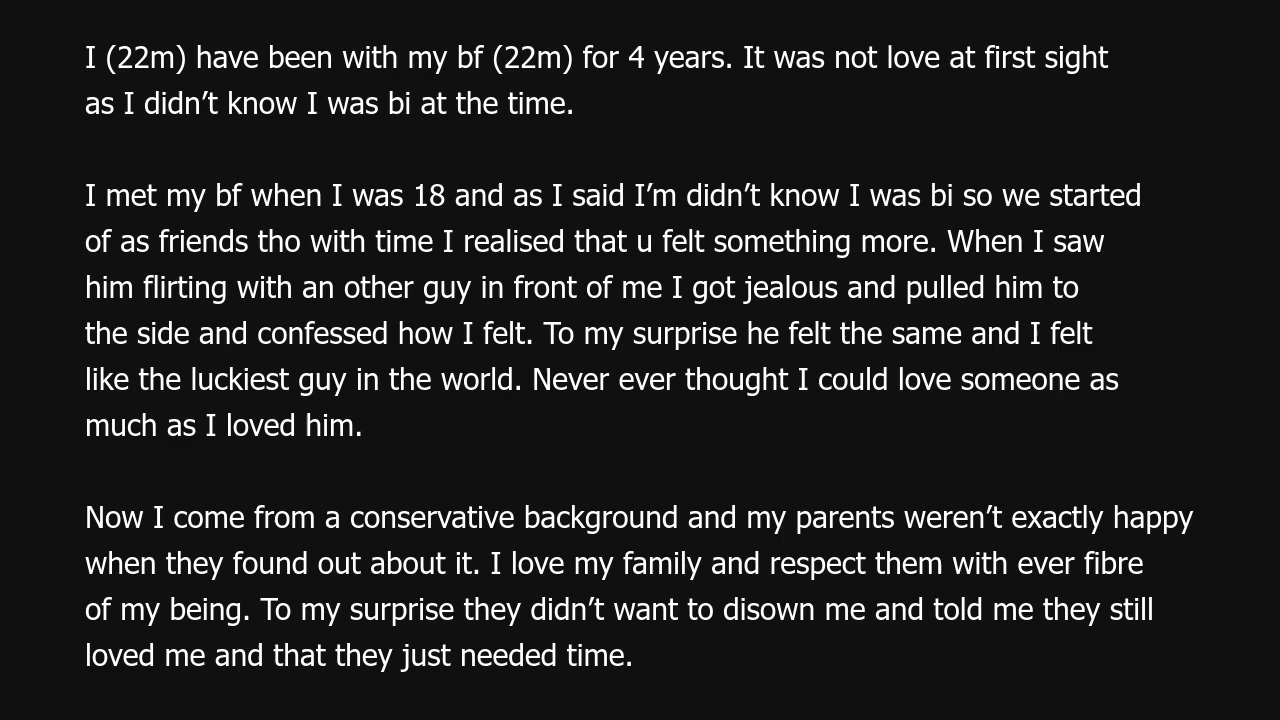 I (22m) have been with my bf (22m) for 4 years. It was not love at first sight
as I didn’t know I was bi at the time.
I met my bf when I was 18 and as I said I’m didn’t know I was bi so we started
of as friends tho with time I realised that u felt something more. When I saw
him flirting with an other guy in front of me I got jealous and pulled him to
the side and confessed how I felt. To my surprise he felt the same and I felt
like the luckiest guy in the world. Never ever thought I could love someone as
much as I loved him.
Now I come from a conservative background and my parents weren’t exactly happy
when they found out about it. I love my family and respect them with ever fibre
of my being. To my surprise they didn’t want to disown me and told me they still
loved me and that they just needed time.